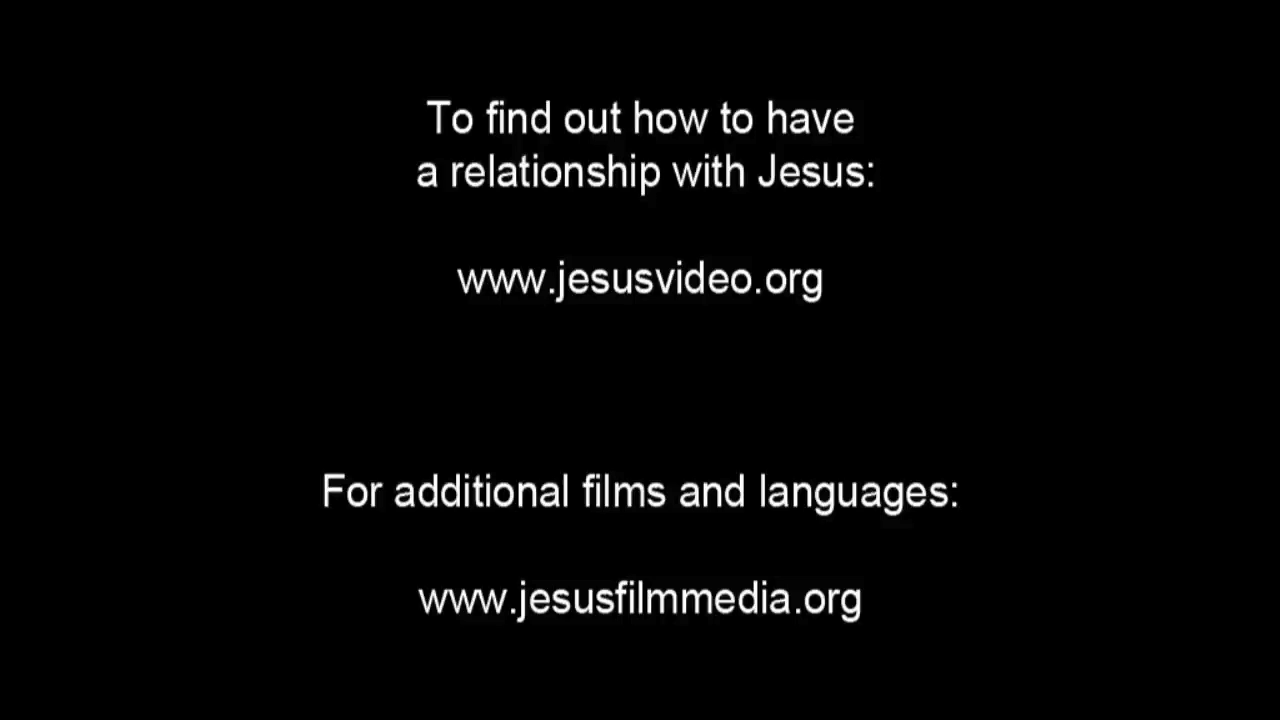 To find out how to have
a relationship with Jesus:
www.jesusvideo.org
For additional films and languages:
www.jesusfilmmedia.org